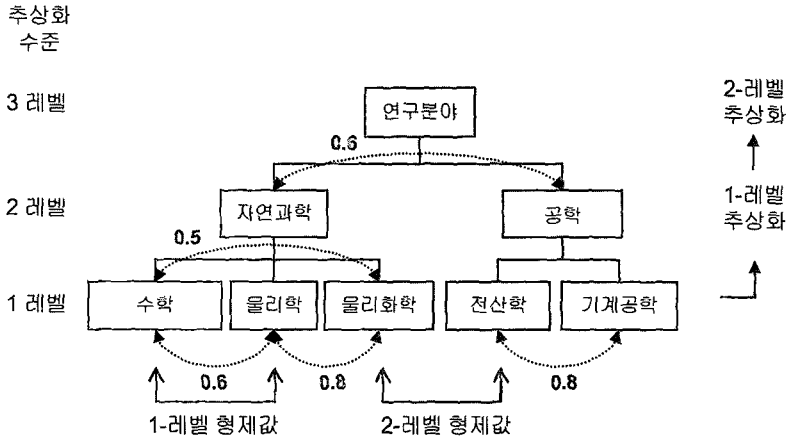 추상화
수준
3 레벨
연구분야
2-레벨
추상화
0.6
2 레벨
자연과학
공학
1-레벨
추상화
0.5
1 레벨
수학
물리학
물리화학
전산학
기계공학
0.6
0.8
0.8
1-레벨 형제값
2-레벨 형제값